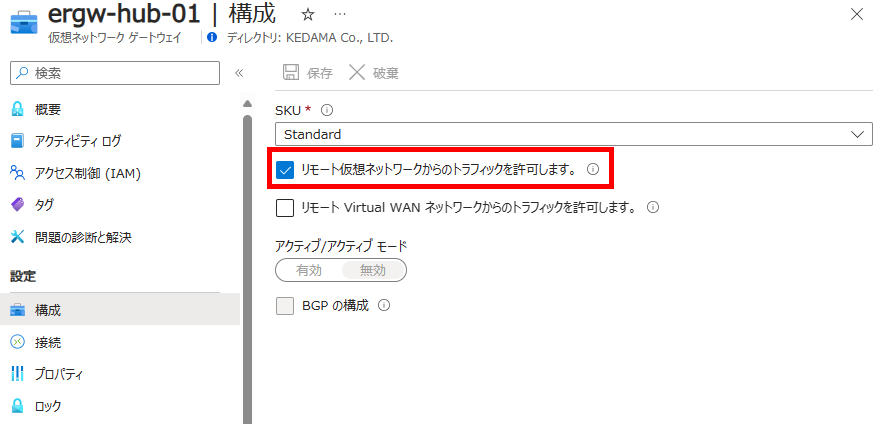 ergw-hub-01 | 構成 ☆ ···
仮想ネットワーク ゲートウェイ ディレクトリ: KEDAMA Co., LTD.
検索
«
保存 破棄
概要
アクティビティ ログ
アクセス制御 (IAM)
タグ
問題の診断と解決
設定
構成
接続
プロパティ
ロック
SKU *
Standard
リモート仮想ネットワークからのトラフィックを許可します。
リモート Virtual WAN ネットワークからのトラフィックを許可します。
アクティブ/アクティブ モード
有効 無効
BGP の構成